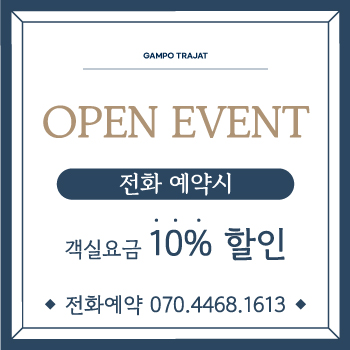 GAMPO TRAJAT
OPEN EVENT
전화 예약시
객실요금 10% 할인
◆ 전화예약 070.4468.1613 ◆